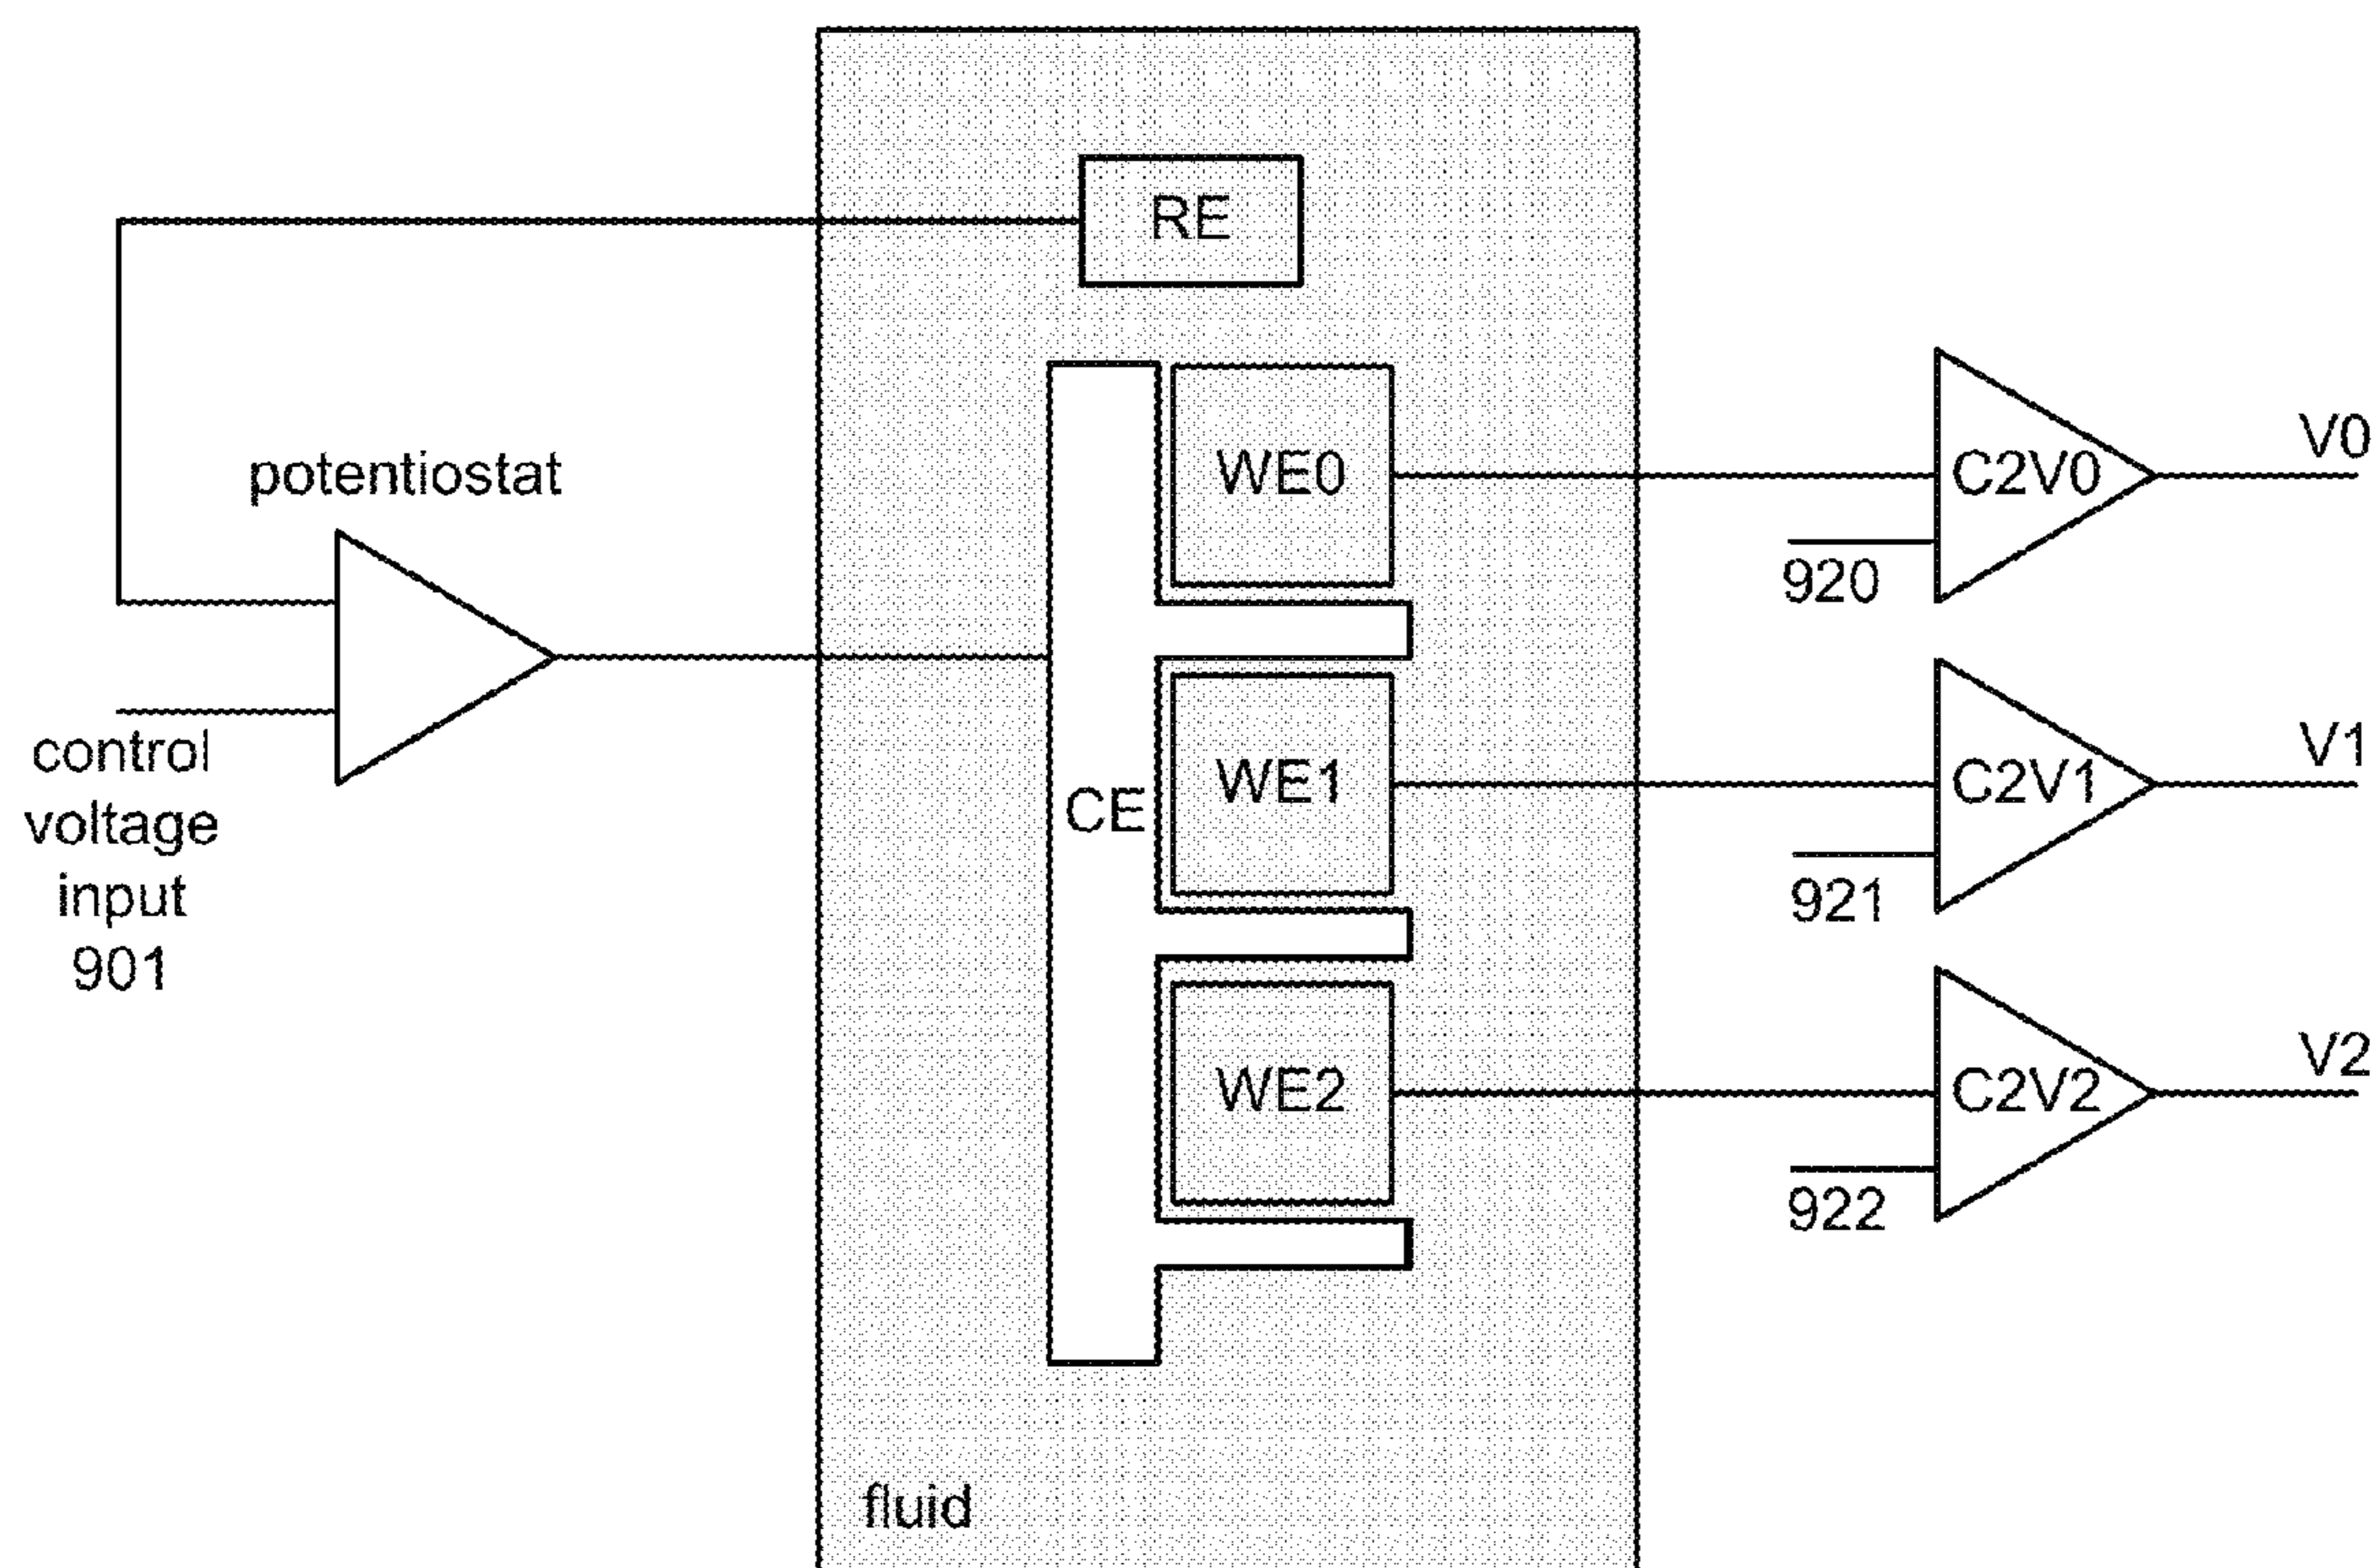 RE
potentiostat
control
voltage
input
901
CE
WE0
WE1
WE2
C2V0
V0
920
C2V1
V1
921
C2V2
V2
922
fluid